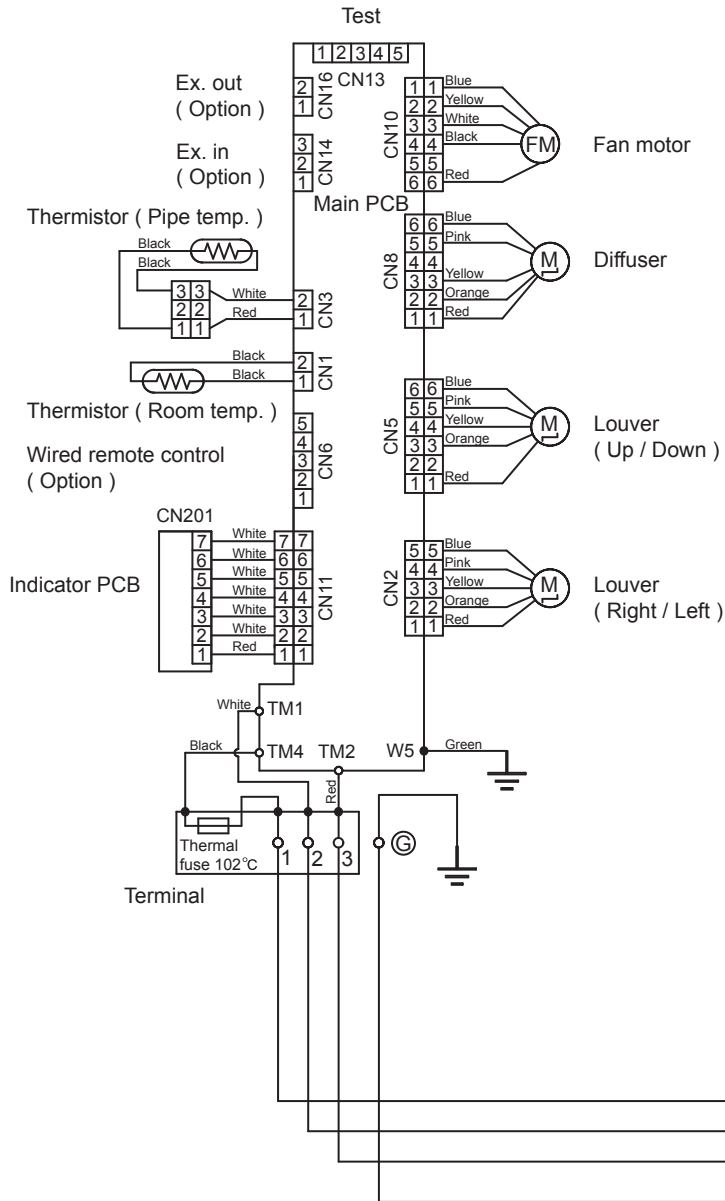 Test
1 2 3 4 5
CN13
Ex. out
( Option )
2
1
CN16
Ex. in
( Option )
3
2
1
CN14
Main PCB
Thermistor ( Pipe temp. )
Black
Black
3 3
2 2
1 1
White
Red
2
1
CN3
Black
Black
2
1
CN1
Thermistor ( Room temp. )
Wired remote control
( Option )
5
4
3
2
1
CN6
CN201
Indicator PCB
7 White 7 7
6 White 6 6
5 White 5 5
4 White 4 4
3 White 3 3
2 White 2 2
1 Red 1 1
CN11
CN10
1 1 Blue
2 2 Yellow
3 3 White
4 4 Black
5 5
6 6 Red
FM
Fan motor
CN8
6 6 Blue
5 5 Pink
4 4
3 3 Yellow
2 2 Orange
1 1 Red
M
Diffuser
CN5
6 6 Blue
5 5 Pink
4 4 Yellow
3 3 Orange
2 2
1 1 Red
M
Louver
( Up / Down )
CN2
5 5 Blue
4 4 Pink
3 3 Yellow
2 2 Orange
1 1 Red
M
Louver
( Right / Left )
White TM1
Black TM4
TM2
Red
W5
Green
Thermal
fuse 102°C
1
2
3
G
Terminal